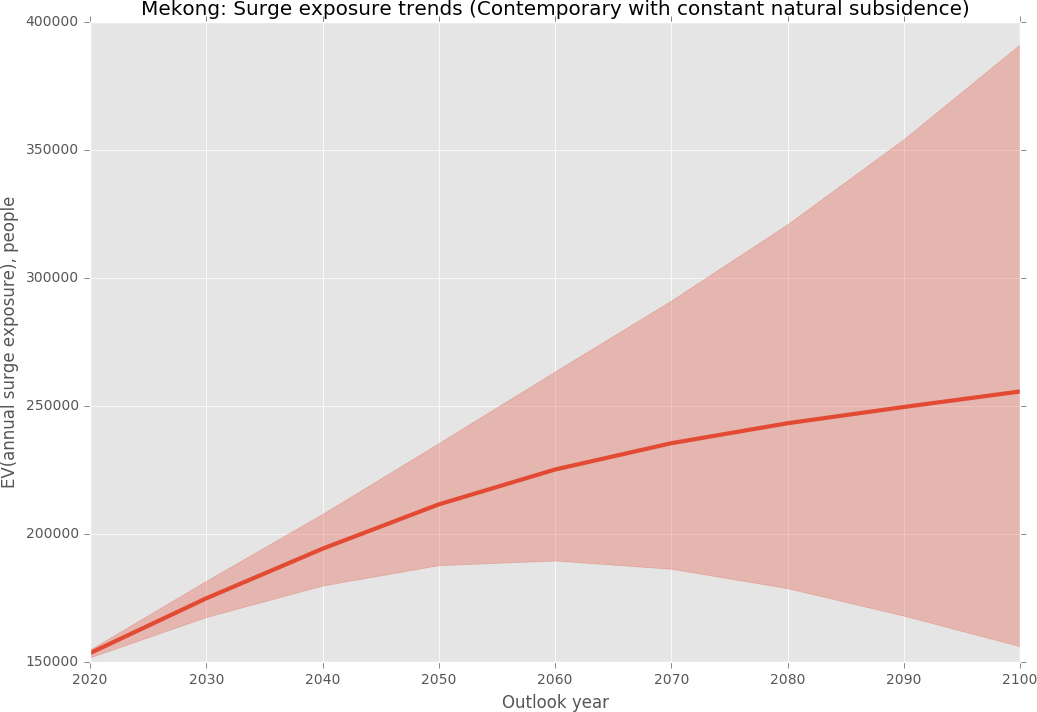 Mekong: Surge exposure trends (Contemporary with constant natural subsidence)
EV(annual surge exposure), people
400000
350000
300000
250000
200000
150000
2020 2030 2040 2050 2060 2070 2080 2090 2100
Outlook year